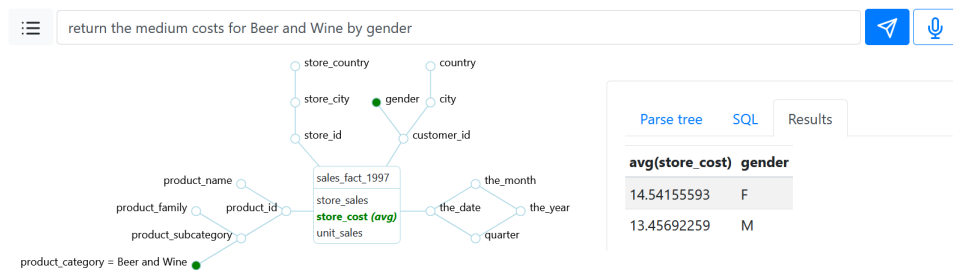 return the medium costs for Beer and Wine by gender
store_country
country
store_city
gender
city
store_id
customer_id
sales_fact_1997
product_name
the_month
product_family
product_id
store_sales
store_cost (avg)
unit_sales
the_date
the_year
product_subcategory
quarter
product_category = Beer and Wine
Parse tree
SQL
Results
avg(store_cost) gender
14.54155593 F
13.45692259 M